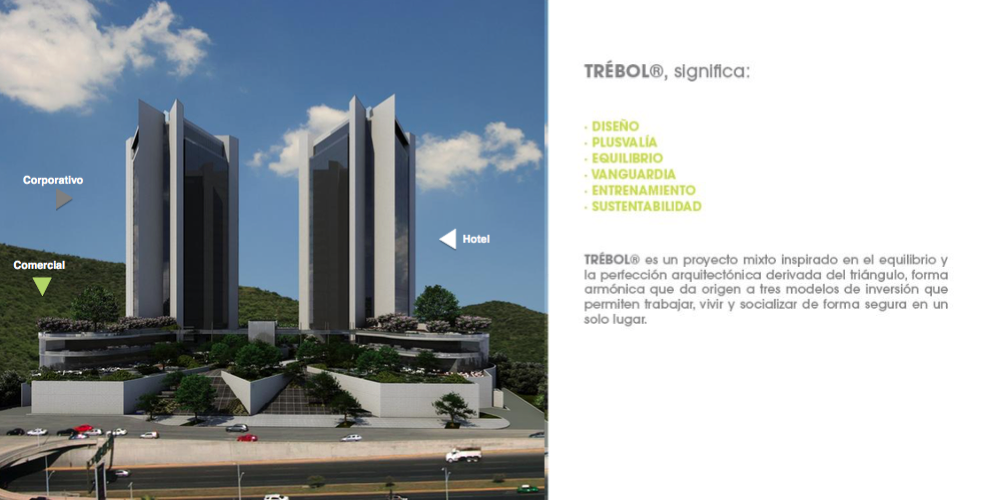 Corporativo
Comercial
Hotel
TRÉBOL®, significa:
· DISEÑO
· PLUSVALÍA
· EQUILIBRIO
· VANGUARDIA
· ENTRENAMIENTO
· SUSTENTABILIDAD
TRÉBOL® es un proyecto mixto inspirado en el equilibrio y
la perfección arquitectónica derivada del triángulo, forma
armónica que da origen a tres modelos de inversión que
permiten trabajar, vivir y socializar de forma segura en un
solo lugar.